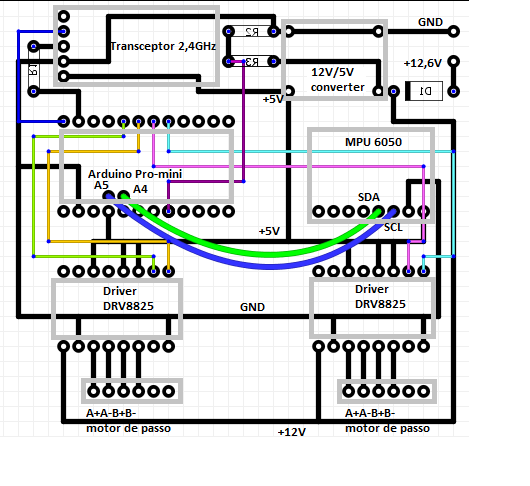 GND
R2
Transceptor 2,4GHz
R3
R1
12V/5V
converter
+12,6V
D1
+5V
MPU 6050
Arduino Pro-mini
A5
A4
SDA
SCL
+5V
Driver
DRV8825
Driver
DRV8825
GND
A+A-B+B-
motor de passo
A+A-B+B-
motor de passo
+12V